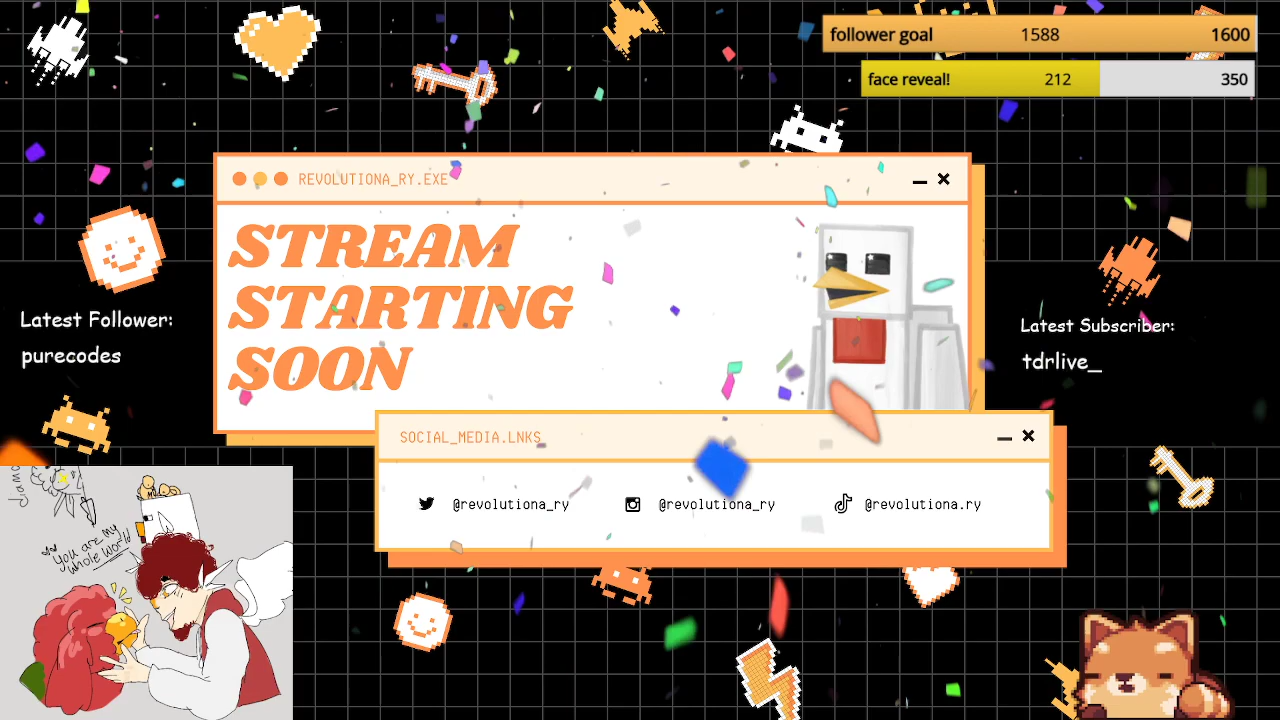 follower goal 1588 1600
face reveal! 212 350
REVOLUTIONA_RY.EXE
STREAM
STARTING
SOON
Latest Follower:
purecodes
Latest Subscriber:
tdrlive_
SOCIAL_MEDIA.LNKS
@revolutiona_ry @revolutiona_ry @revolutiona.ry
you are my
whole world